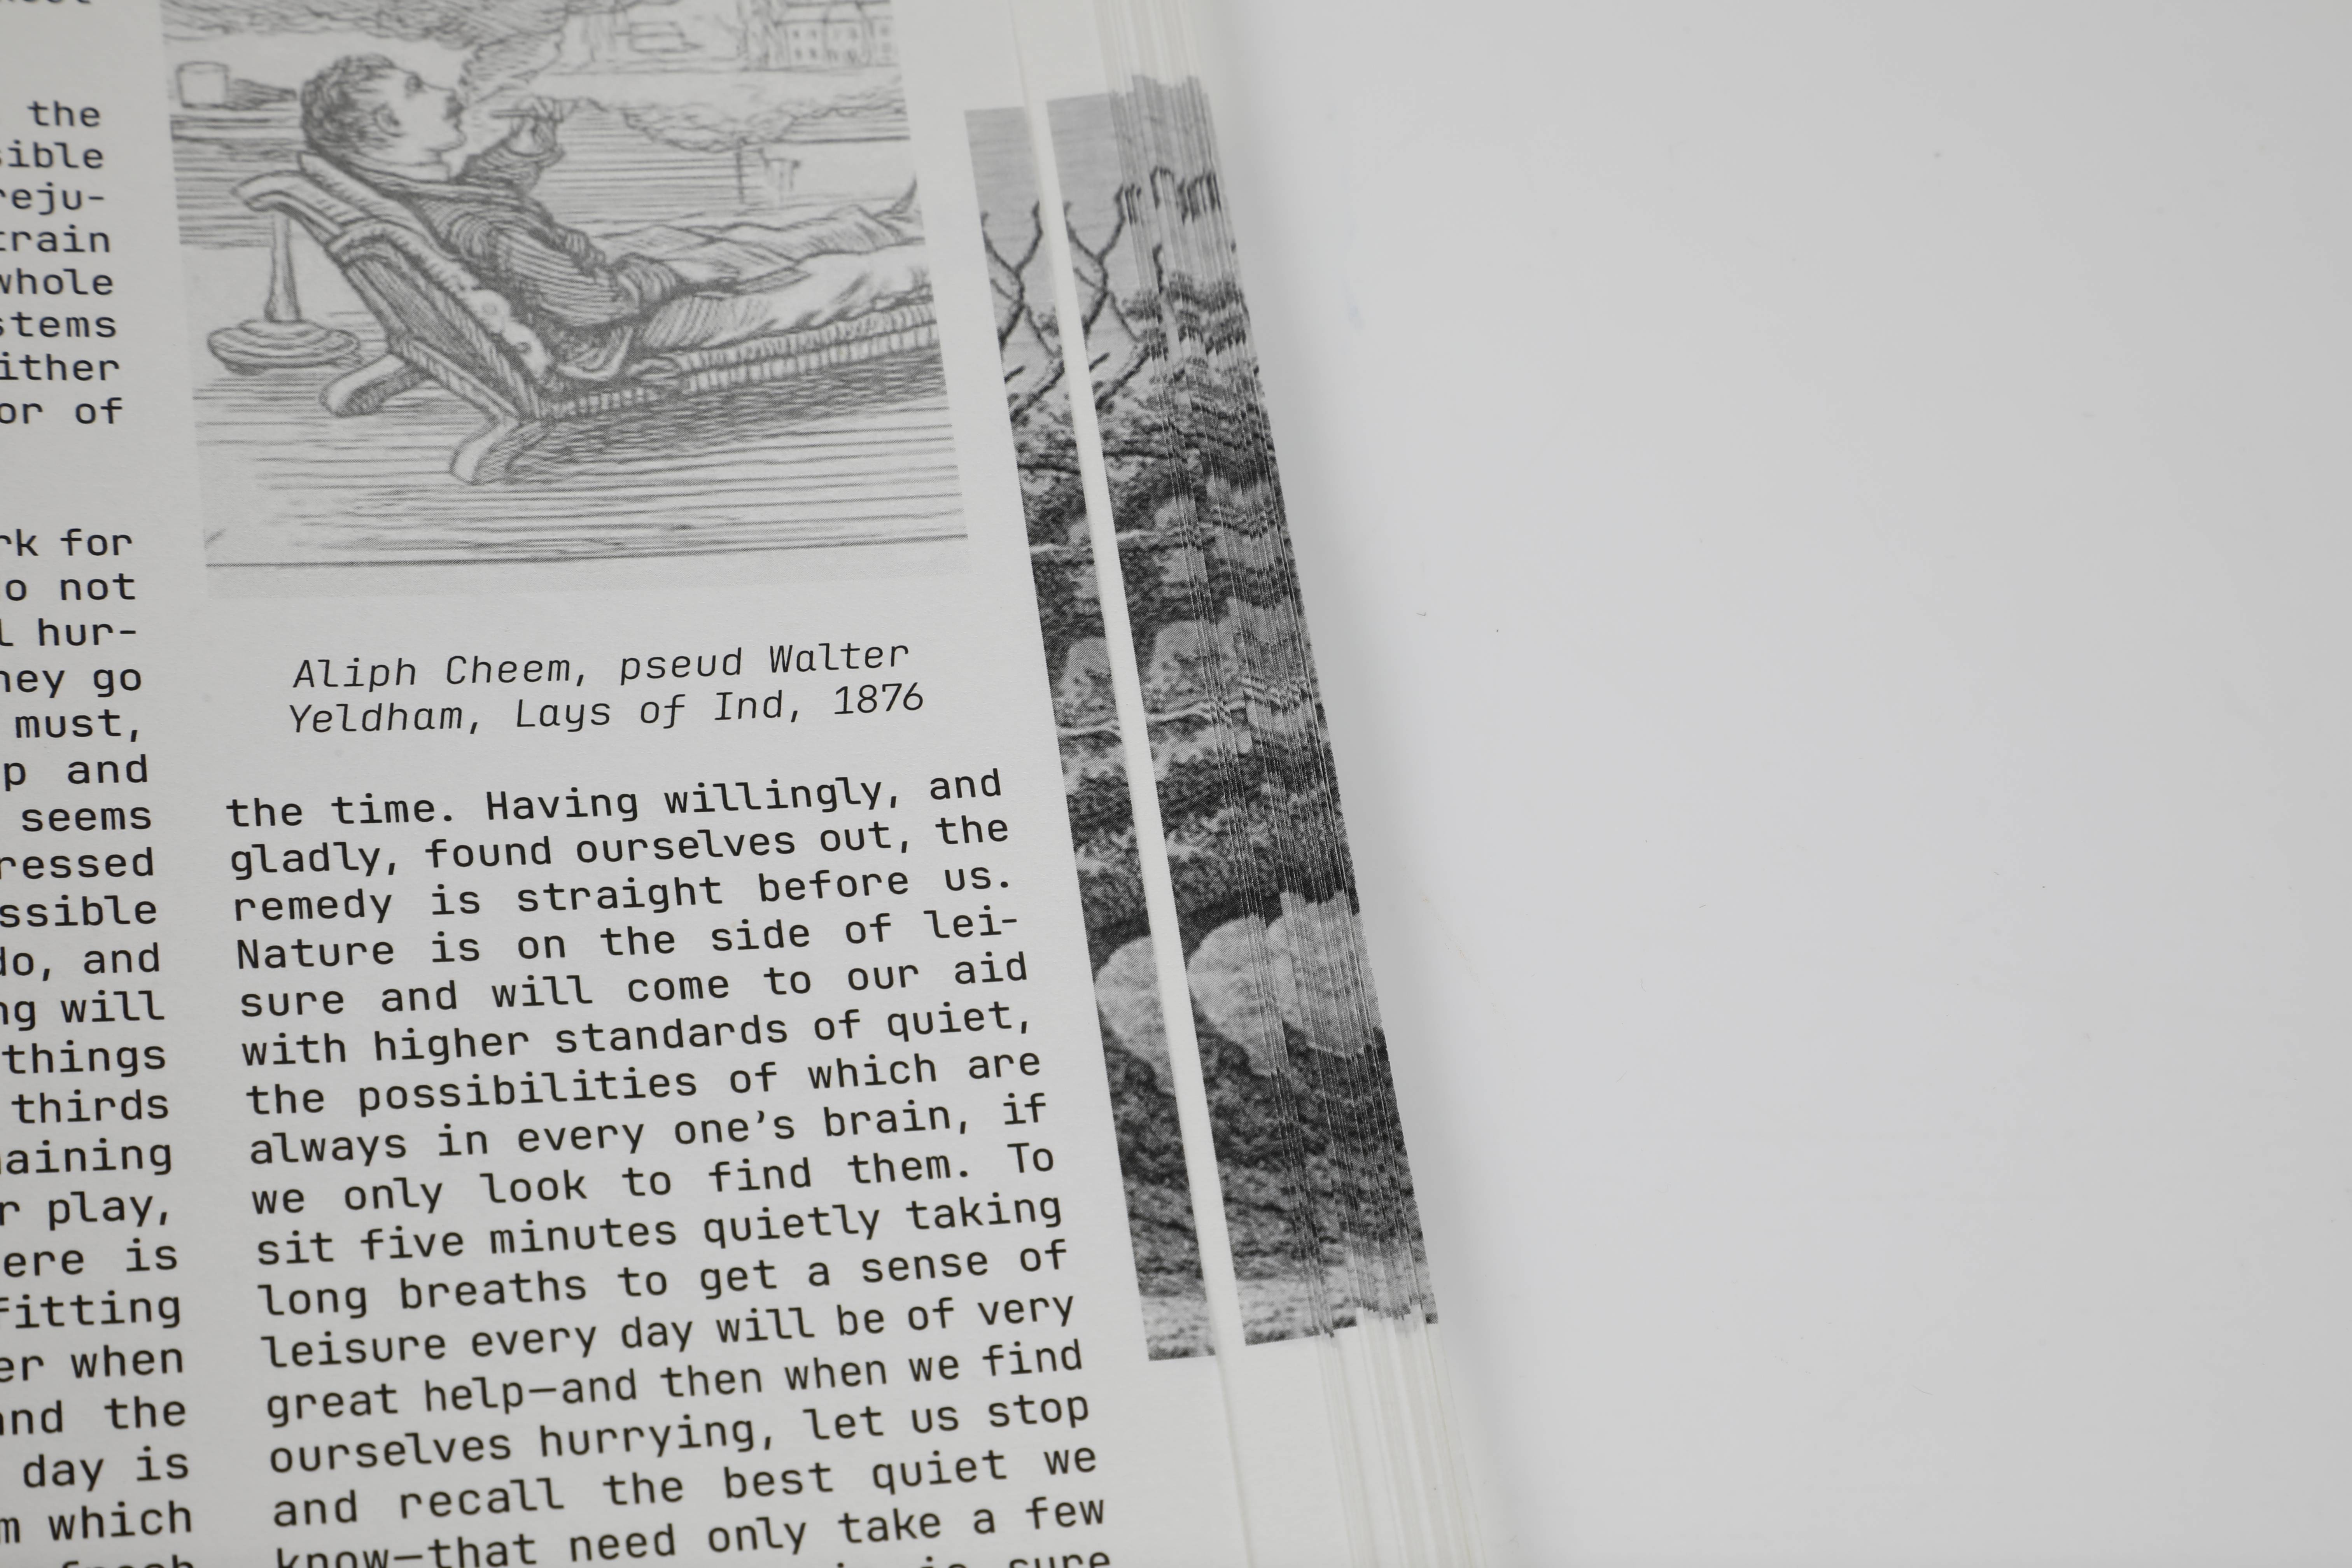 the
sible
reju-
train
whole
stems
ither
or of
rk for
o not
l hur-
hey go
must,
p and
seems
ressed
ssible
do, and
ng will
things
thirds
aining
r play,
ere is
fitting
er when
and the
day is
m which
Aliph Cheem, pseud Walter
Yeldham, Lays of Ind, 1876
the time. Having willingly, and
gladly, found ourselves out, the
remedy is straight before us.
Nature is on the side of lei-
sure and will come to our aid
with higher standards of quiet,
the possibilities of which are
always in every one’s brain, if
we only look to find them. To
sit five minutes quietly taking
long breaths to get a sense of
leisure every day will be of very
great help—and then when we find
ourselves hurrying, let us stop
and recall the best quiet we
know—that need only take a few
is sure